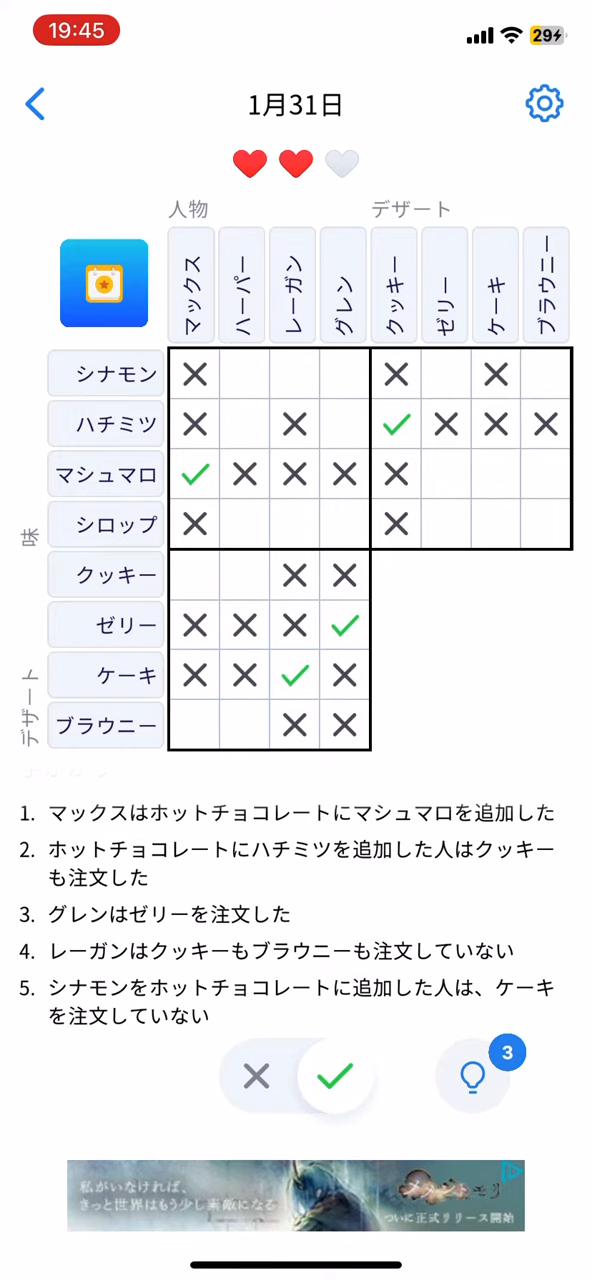 19:45
29
1月31日
人物
デザート
マックス
ハーパー
レーガン
グレン
クッキー
ゼリー
ケーキ
ブラウニー
味
シナモン
ハチミツ
マシュマロ
シロップ
デザート
クッキー
ゼリー
ケーキ
ブラウニー
1. マックスはホットチョコレートにマシュマロを追加した
2. ホットチョコレートにハチミツを追加した人はクッキー
も注文した
3. グレンはゼリーを注文した
4. レーガンはクッキーもブラウニーも注文していない
5. シナモンをホットチョコレートに追加した人は、ケーキ
を注文していない
3
私がいなければ、
きっと世界はもう少し素敵になる
ついに正式リリース開始